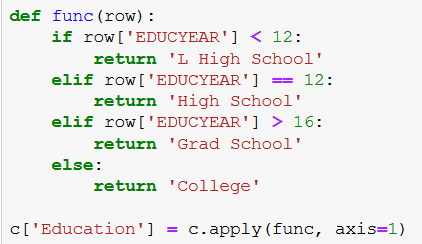 def func(row):
    if row['EDUCYEAR'] < 12:
        return 'L High School'
    elif row['EDUCYEAR'] == 12:
        return 'High School'
    elif row['EDUCYEAR'] > 16:
        return 'Grad School'
    else:
        return 'College'

c['Education'] = c.apply(func, axis=1)